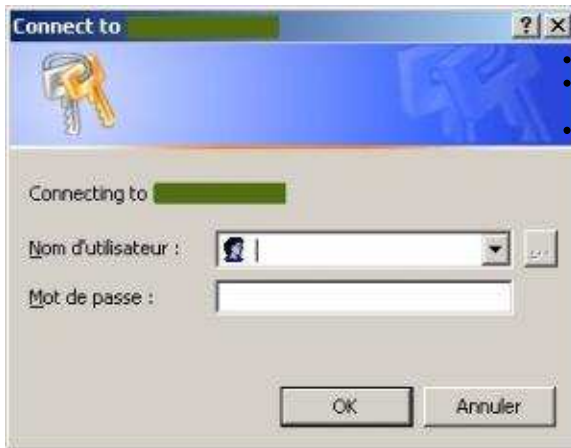 Connect to
Connecting to
Nom d'utilisateur :
...
Mot de passe :
OK Annuler